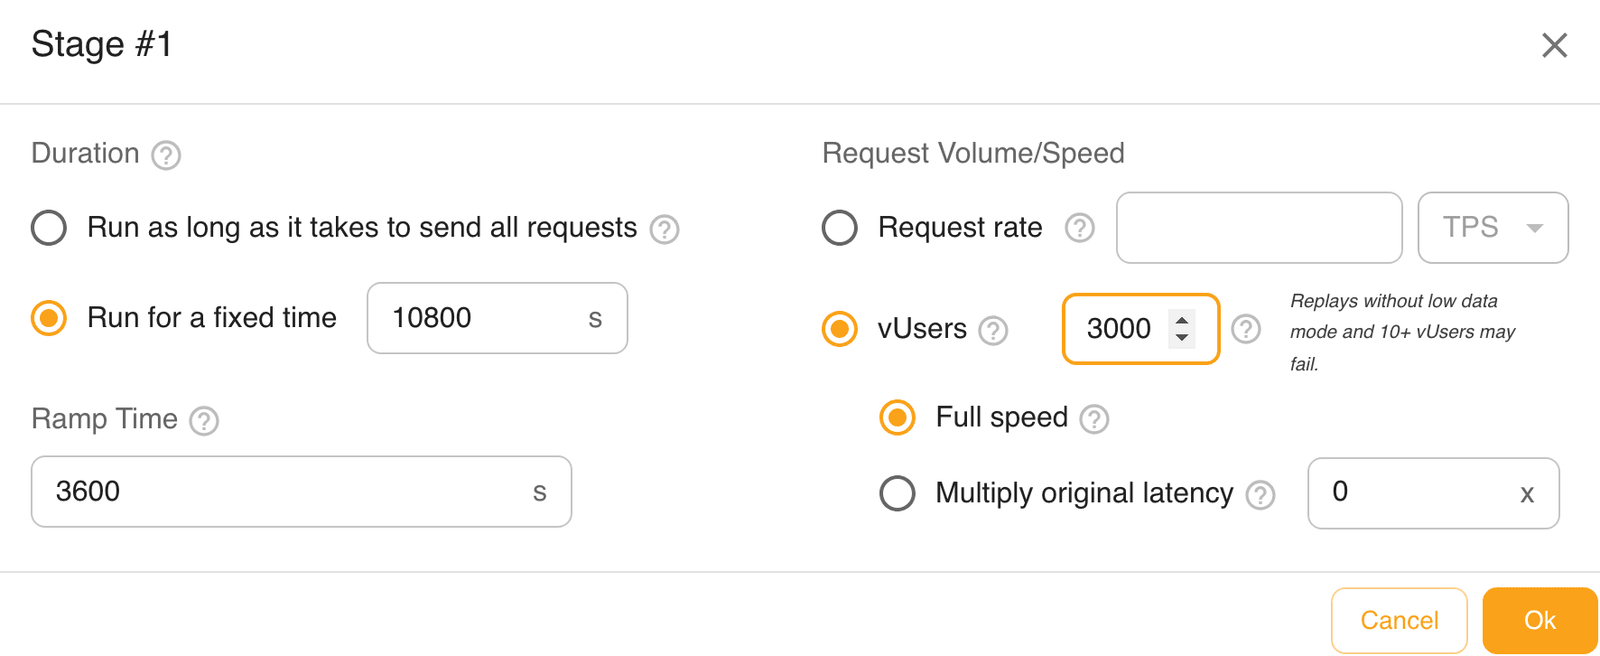 Stage #1
Duration ?
Run as long as it takes to send all requests ?
Run for a fixed time 10800 s
Ramp Time ?
3600 s
Request Volume/Speed
Request rate ? TPS
vUsers ? 3000 ?
Replays without low data
mode and 10+ vUsers may
fail.
Full speed ?
Multiply original latency ? 0 x
Cancel Ok